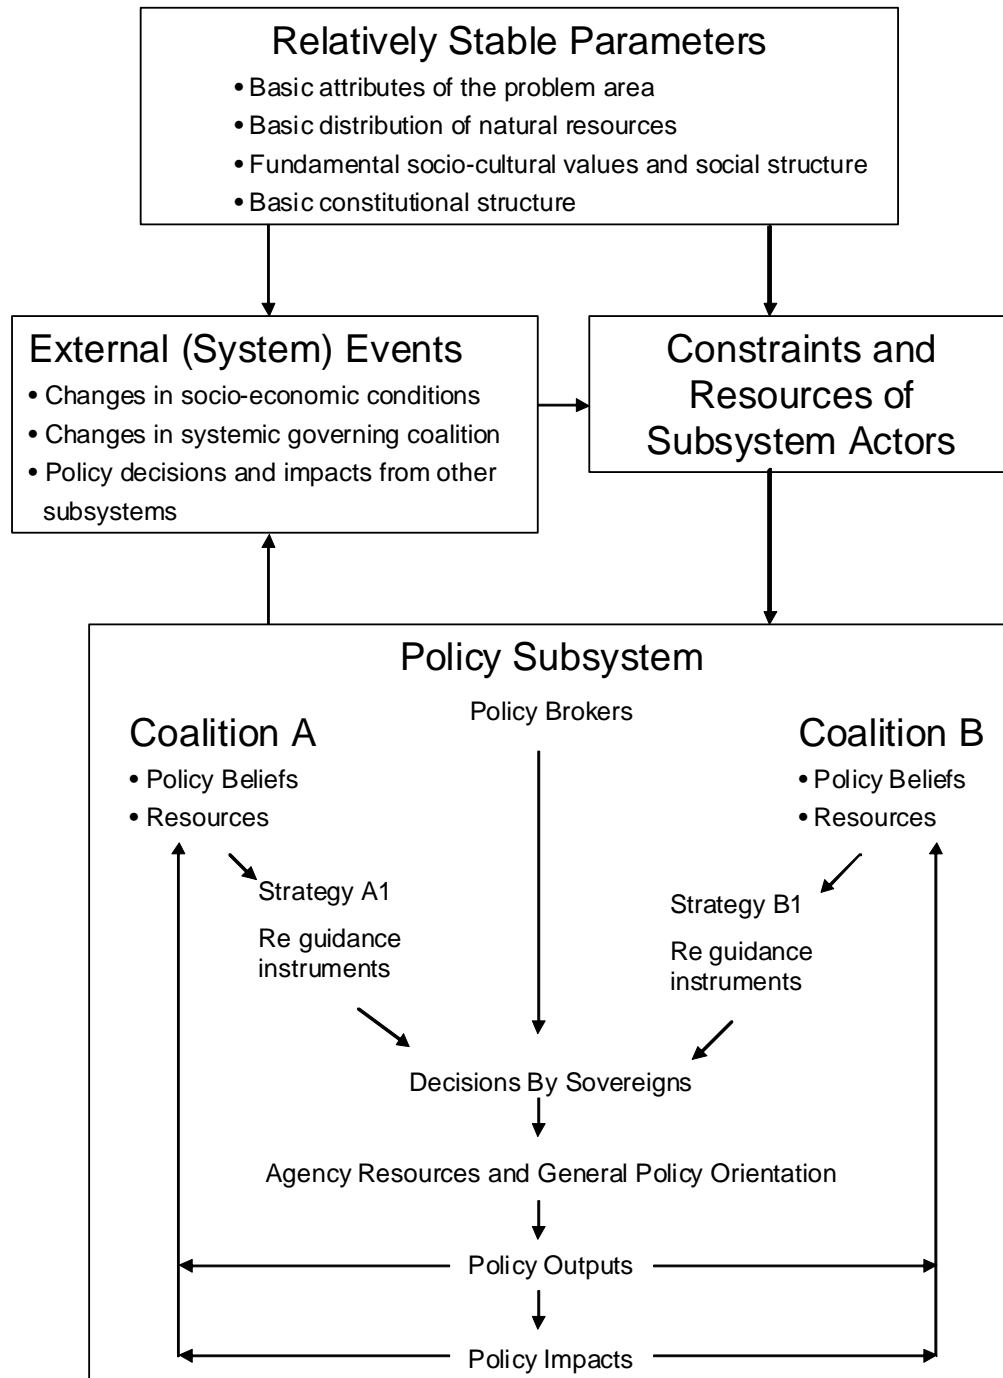 Relatively Stable Parameters
• Basic attributes of the problem area
• Basic distribution of natural resources
• Fundamental socio-cultural values and social structure
• Basic constitutional structure
External (System) Events
• Changes in socio-economic conditions
• Changes in systemic governing coalition
• Policy decisions and impacts from other
subsystems
Constraints and
Resources of
Subsystem Actors
Policy Subsystem
Policy Brokers
Coalition A
• Policy Beliefs
• Resources
Strategy A1
Re guidance
instruments
Coalition B
• Policy Beliefs
• Resources
Strategy B1
Re guidance
instruments
Decisions By Sovereigns
Agency Resources and General Policy Orientation
Policy Outputs
Policy Impacts